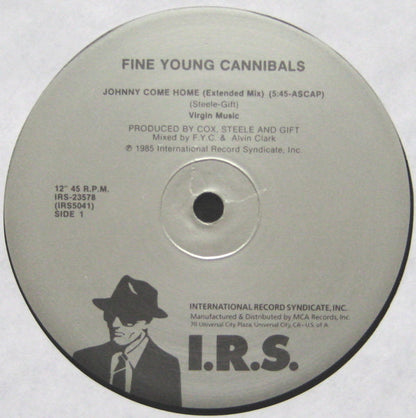 FINE YOUNG CANNIBALS
JOHNNY COME HOME (Extended Mix) (5:45-ASCAP)
(Steele-Gift)
Virgin Music
PRODUCED BY COX, STEELE AND GIFT
Mixed by F.Y.C. & Alvin Clark
℗ 1985 International Record Syndicate, Inc.
12" 45 R.P.M.
IRS-23578
(IRS5041)
SIDE 1
INTERNATIONAL RECORD SYNDICATE, INC.
Manufactured & Distributed by MCA Records, Inc.
70 Universal City Plaza, Universal City, CA - U.S. of A.
I.R.S.